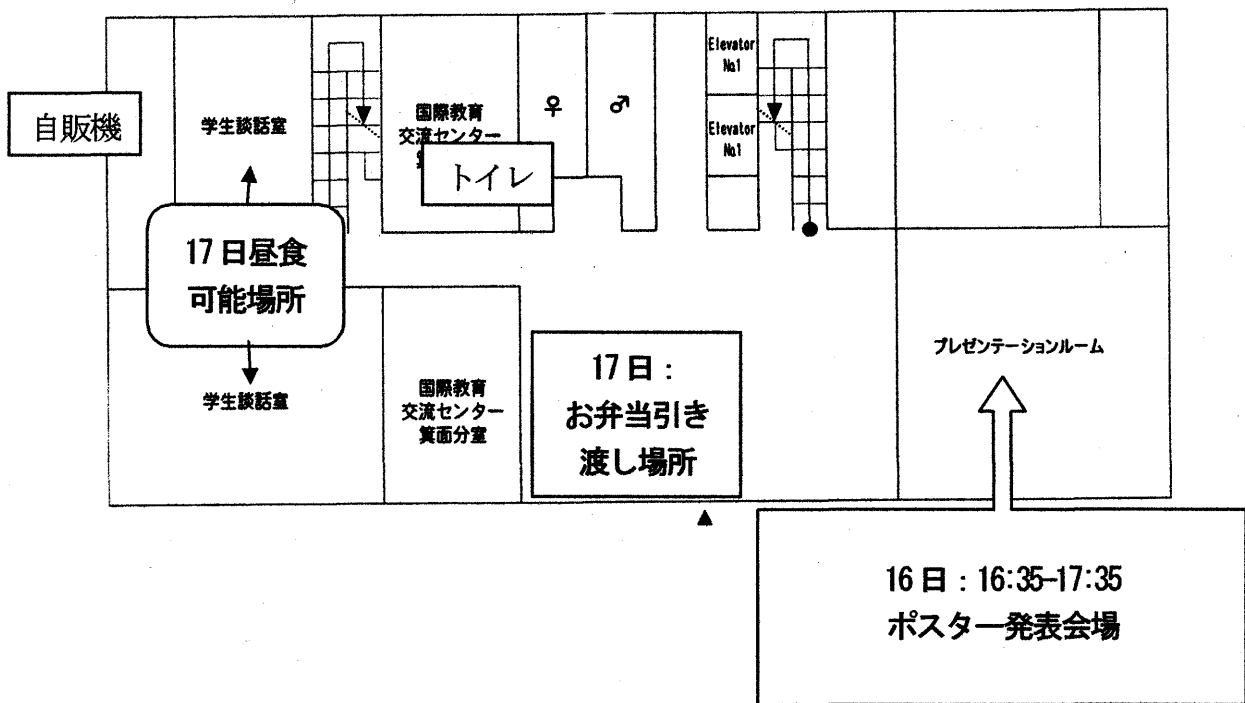 自販機
学生談話室
国際教育
交流センター
トイレ
♀
♂
Elevator
No.1
Elevator
No.1
17日昼食
可能場所
学生談話室
国際教育
交流センター
箕面分室
17日：
お弁当引き
渡し場所
プレゼンテーションルーム
16日：16:35-17:35
ポスター発表会場